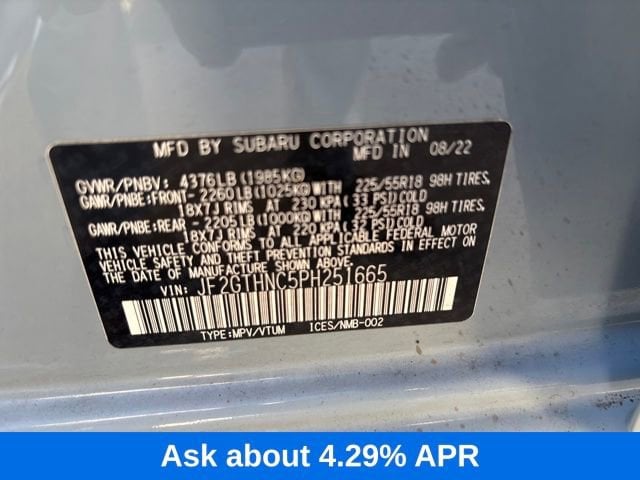 MFD BY SUBARU CORPORATION
MFD IN 08/22
GVWR/PNBV: 4376LB(1985KG)
GAWR/PNBE:FRONT-2260LB(1025KG)WITH 225/55R18 98H TIRES.
18X7J RIMS AT 230 KPA(33 PSI)COLD
GAWR/PNBE:REAR -2205LB(1000KG)WITH 225/55R18 98H TIRES.
18X7J RIMS AT 220 KPA(32 PSI)COLD
THIS VEHICLE CONFORMS TO ALL APPLICABLE FEDERAL MOTOR
VEHICLE SAFETY AND THEFT PREVENTION STANDARDS IN EFFECT ON
THE DATE OF MANUFACTURE SHOWN ABOVE.
VIN: JF2GTHNC5PH251665
TYPE:MPV/VTUM ICES/NMB-002
Ask about 4.29% APR